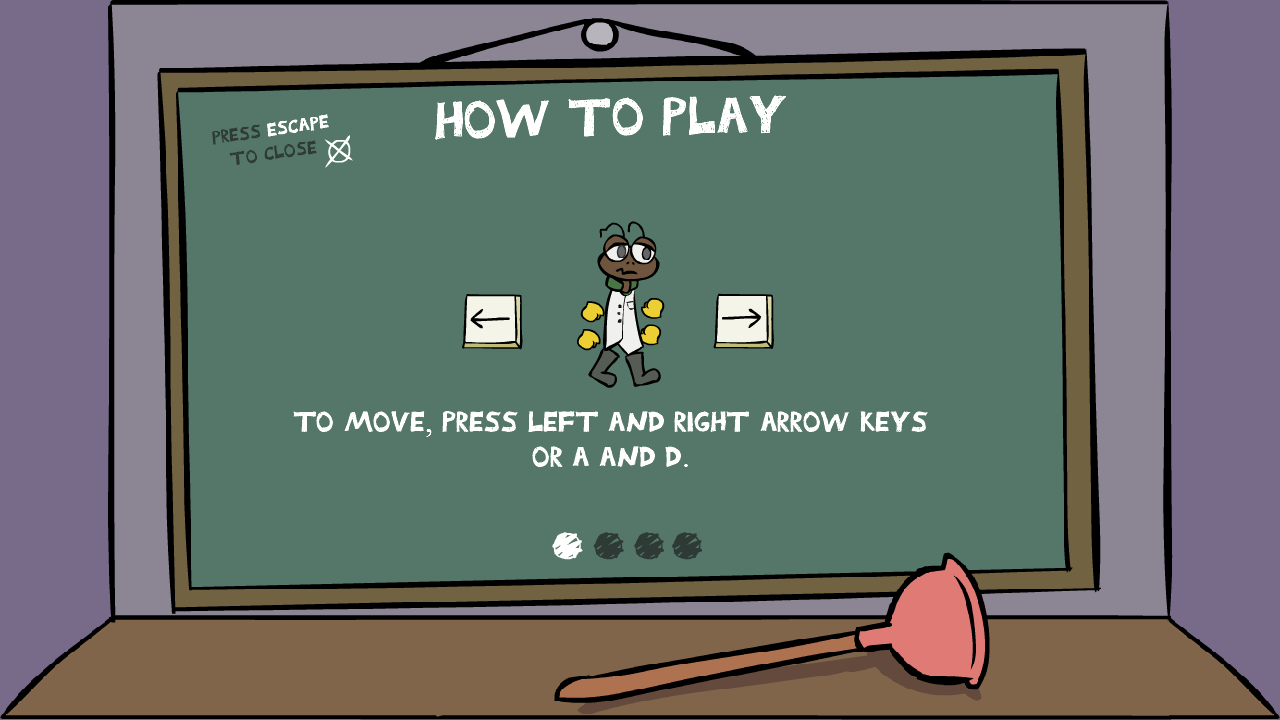 HOW TO PLAY
PRESS ESCAPE
TO CLOSE
TO MOVE, PRESS LEFT AND RIGHT ARROW KEYS
OR A AND D.